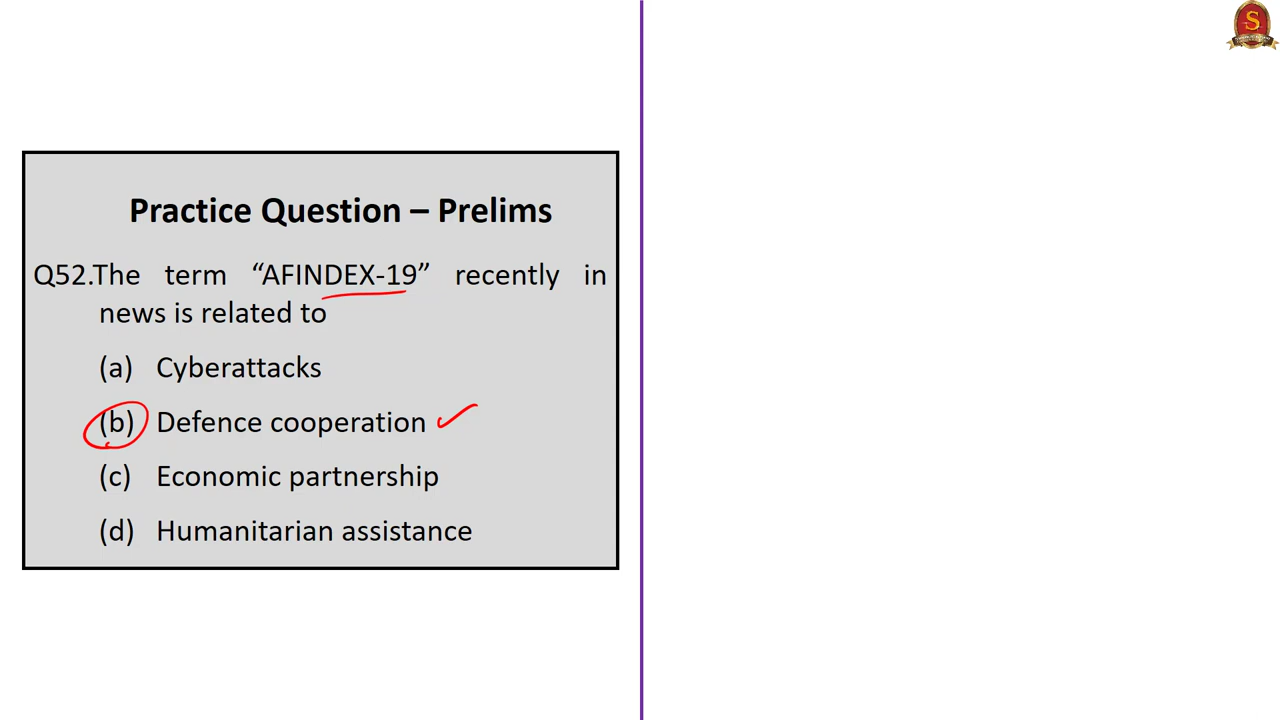 Practice Question – Prelims
Q52.The term “AFINDEX-19” recently in
news is related to
(a) Cyberattacks
(b) Defence cooperation
(c) Economic partnership
(d) Humanitarian assistance
S